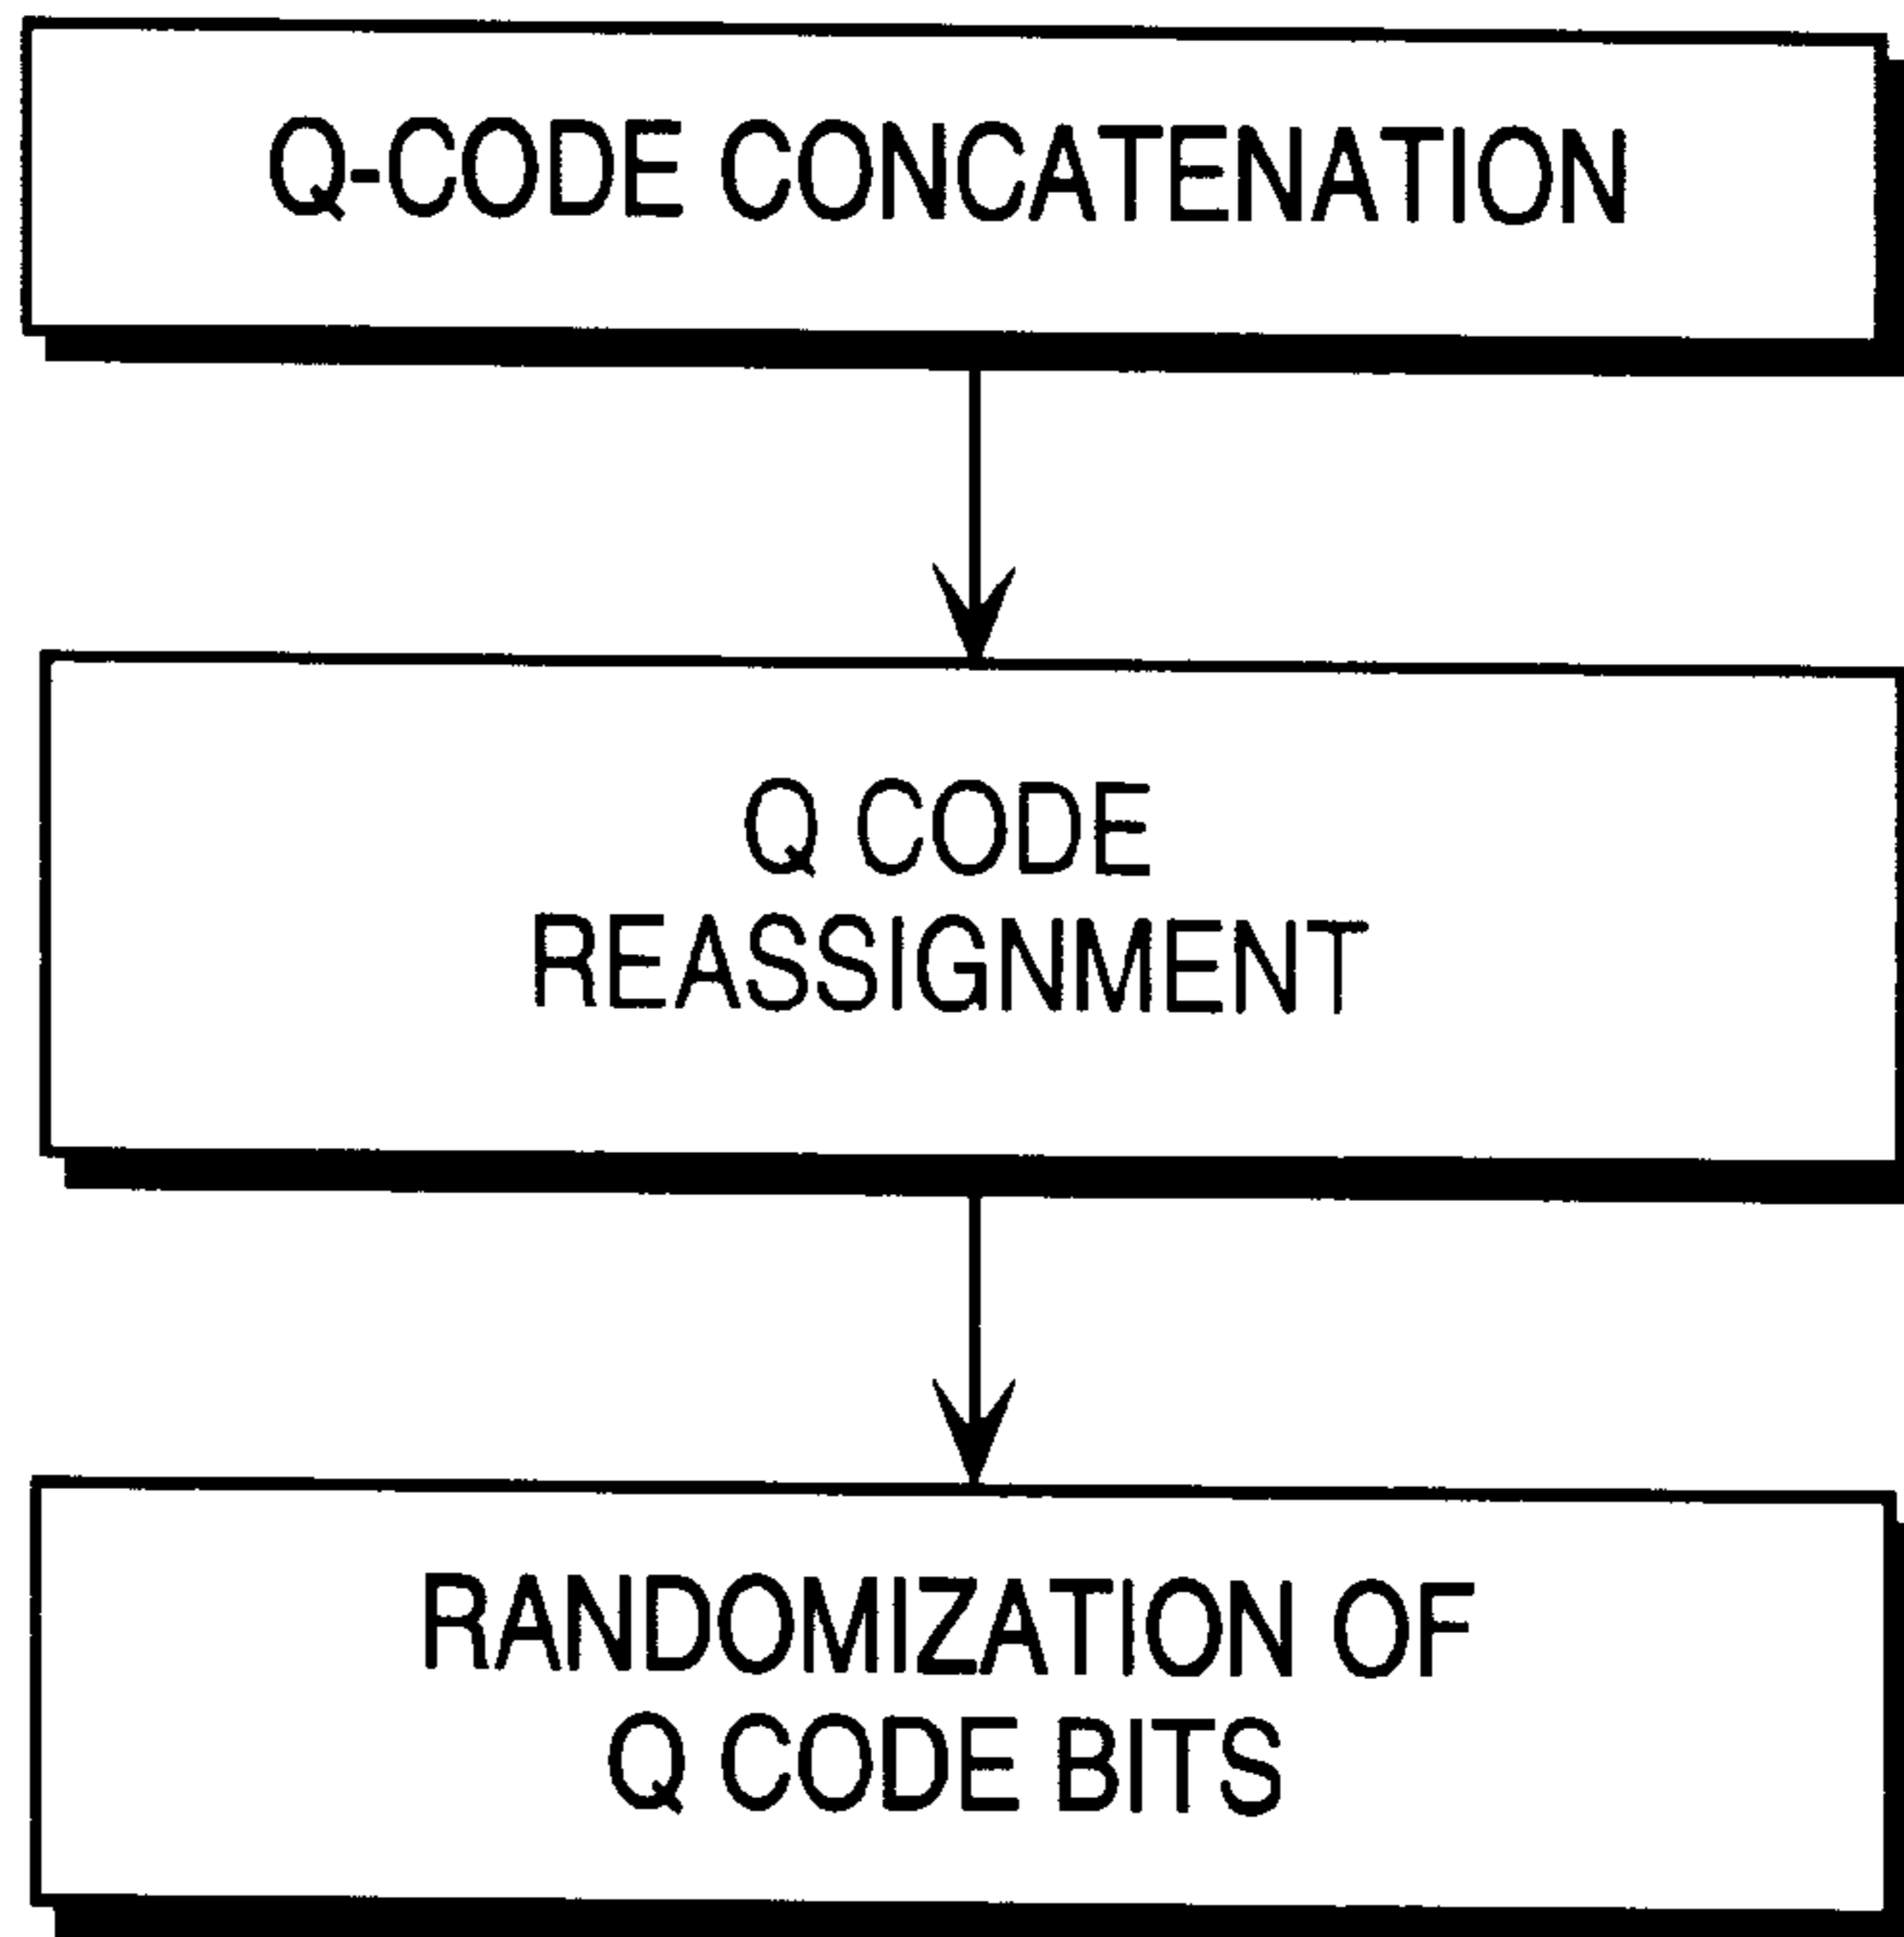 Q-CODE CONCATENATION
Q CODE
REASSIGNMENT
RANDOMIZATION OF
Q CODE BITS